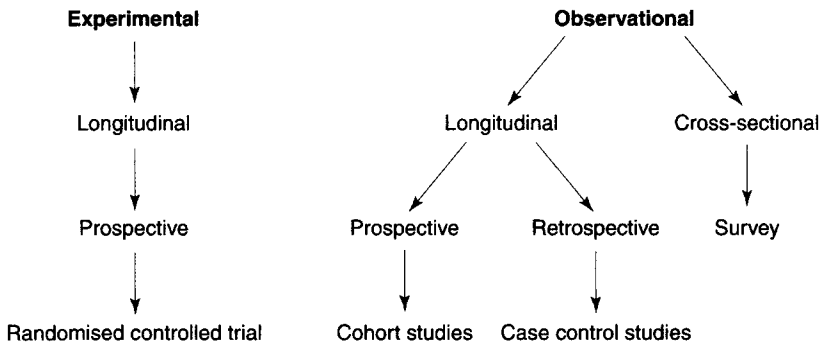 Experimental
Observational
Longitudinal
Longitudinal
Cross-sectional
Prospective
Prospective
Retrospective
Survey
Randomised controlled trial
Cohort studies
Case control studies